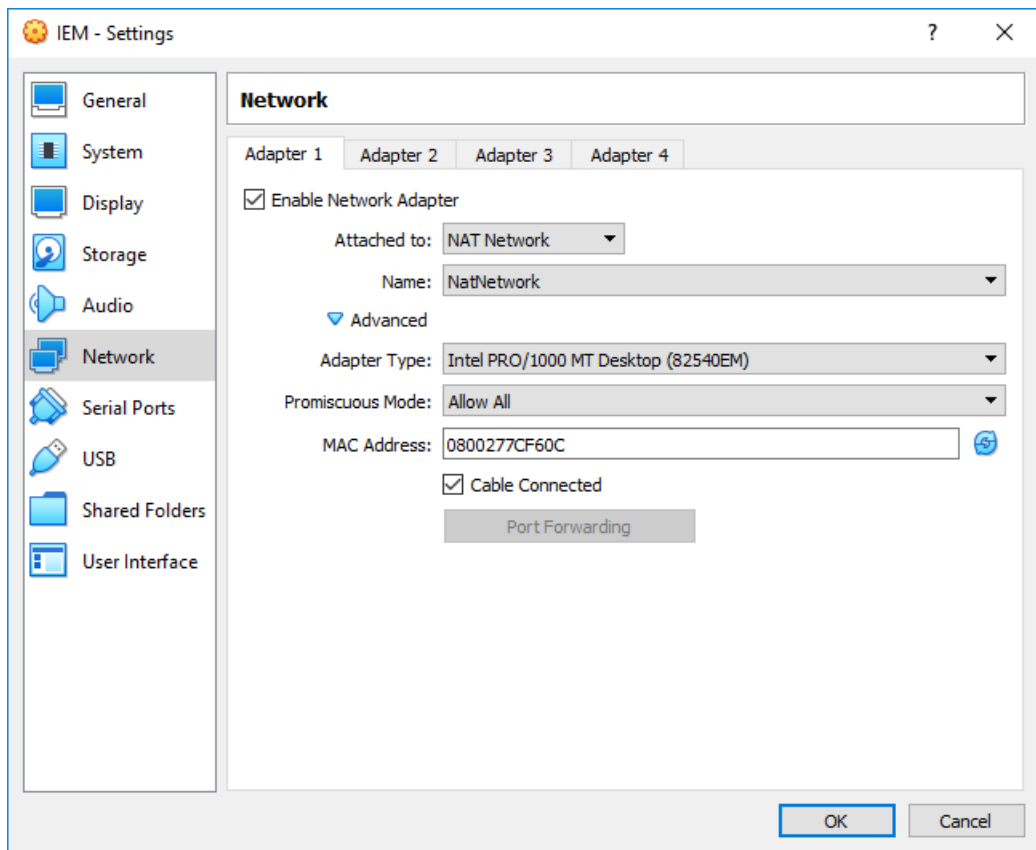 IEM - Settings
?
General
System
Display
Storage
Audio
Network
Serial Ports
USB
Shared Folders
User Interface
Network
Adapter 1 Adapter 2 Adapter 3 Adapter 4
Enable Network Adapter
Attached to: NAT Network
Name: NatNetwork
Advanced
Adapter Type: Intel PRO/1000 MT Desktop (82540EM)
Promiscuous Mode: Allow All
MAC Address: 0800277CF60C
Cable Connected
Port Forwarding
OK Cancel